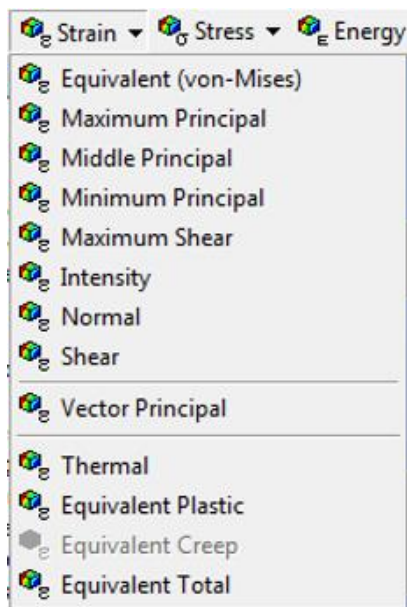 Strain Stress Energy
Equivalent (von-Mises)
Maximum Principal
Middle Principal
Minimum Principal
Maximum Shear
Intensity
Normal
Shear
Vector Principal
Thermal
Equivalent Plastic
Equivalent Creep
Equivalent Total